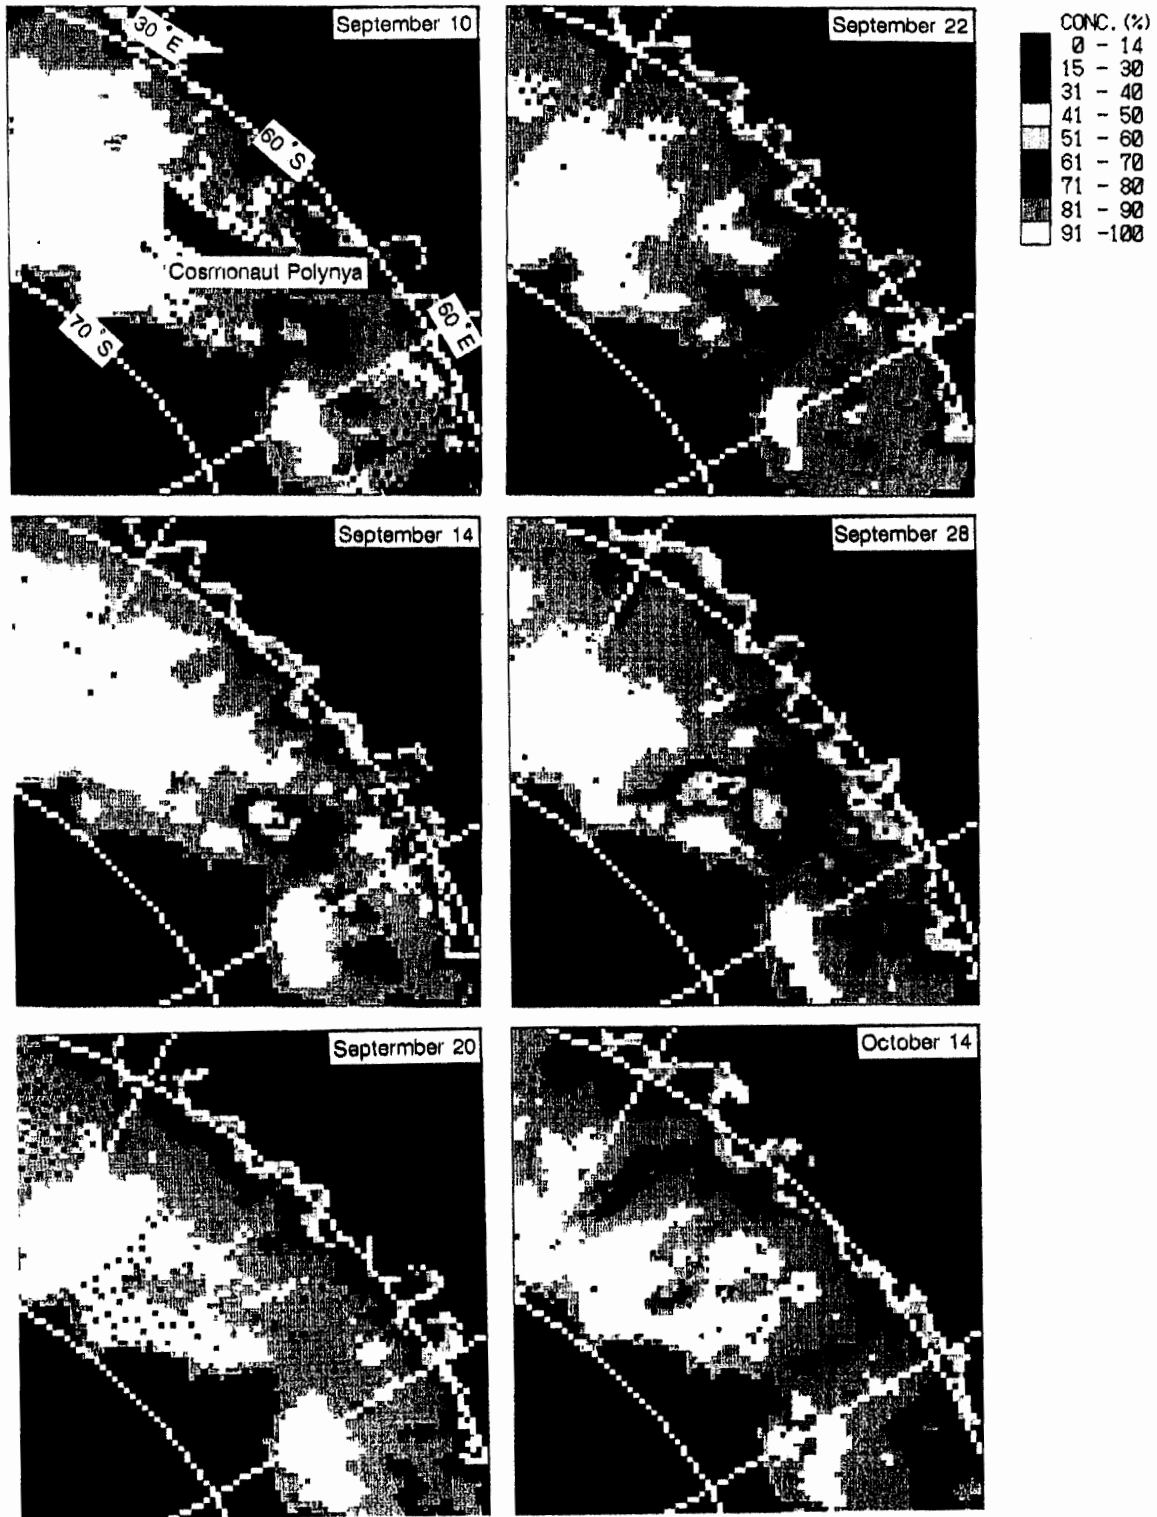 September 10
30°E
60°S
Cosmonaut Polynya
70°S
60°E
September 22
CONC. (%)
0 - 14
15 - 30
31 - 40
41 - 50
51 - 60
61 - 70
71 - 80
81 - 90
91 -100
September 14
September 28
Septermber 20
October 14